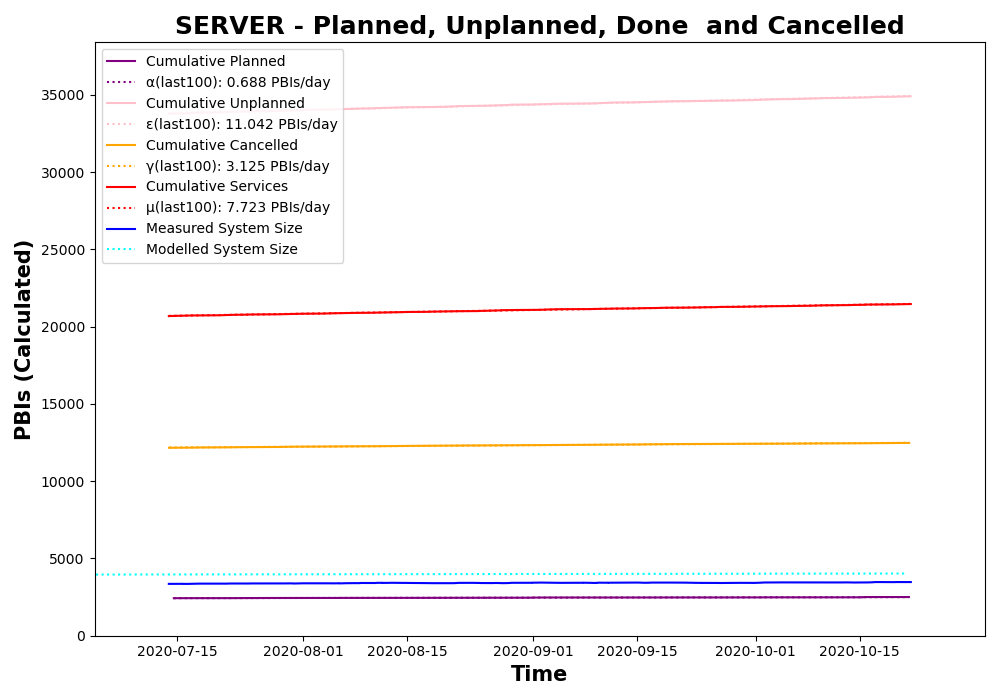 SERVER - Planned, Unplanned, Done  and Cancelled
Cumulative Planned
α(last100): 0.688 PBIs/day
Cumulative Unplanned
ε(last100): 11.042 PBIs/day
Cumulative Cancelled
γ(last100): 3.125 PBIs/day
Cumulative Services
μ(last100): 7.723 PBIs/day
Measured System Size
Modelled System Size
PBIs (Calculated)
35000
30000
25000
20000
15000
10000
5000
0
2020-07-15 2020-08-01 2020-08-15 2020-09-01 2020-09-15 2020-10-01 2020-10-15
Time